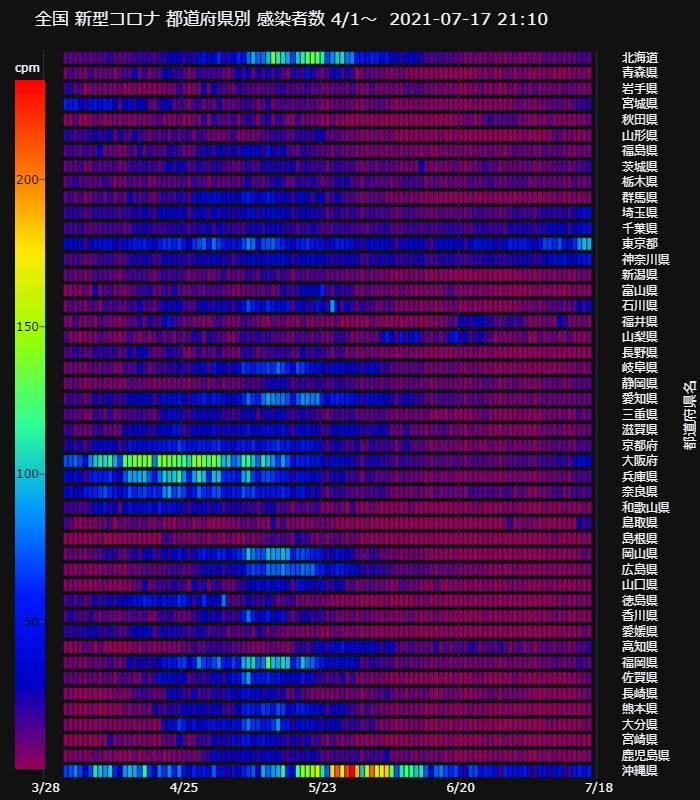 全国 新型コロナ 都道府県別 感染者数 4/1～ 2021-07-17 21:10
cpm
200
150
100
50
北海道
青森県
岩手県
宮城県
秋田県
山形県
福島県
茨城県
栃木県
群馬県
埼玉県
千葉県
東京都
神奈川県
新潟県
富山県
石川県
福井県
山梨県
長野県
岐阜県
静岡県
愛知県
三重県
滋賀県
京都府
大阪府
兵庫県
奈良県
和歌山県
鳥取県
島根県
岡山県
広島県
山口県
徳島県
香川県
愛媛県
高知県
福岡県
佐賀県
長崎県
熊本県
大分県
宮崎県
鹿児島県
沖縄県
都道府県名
3/28 4/25 5/23 6/20 7/18